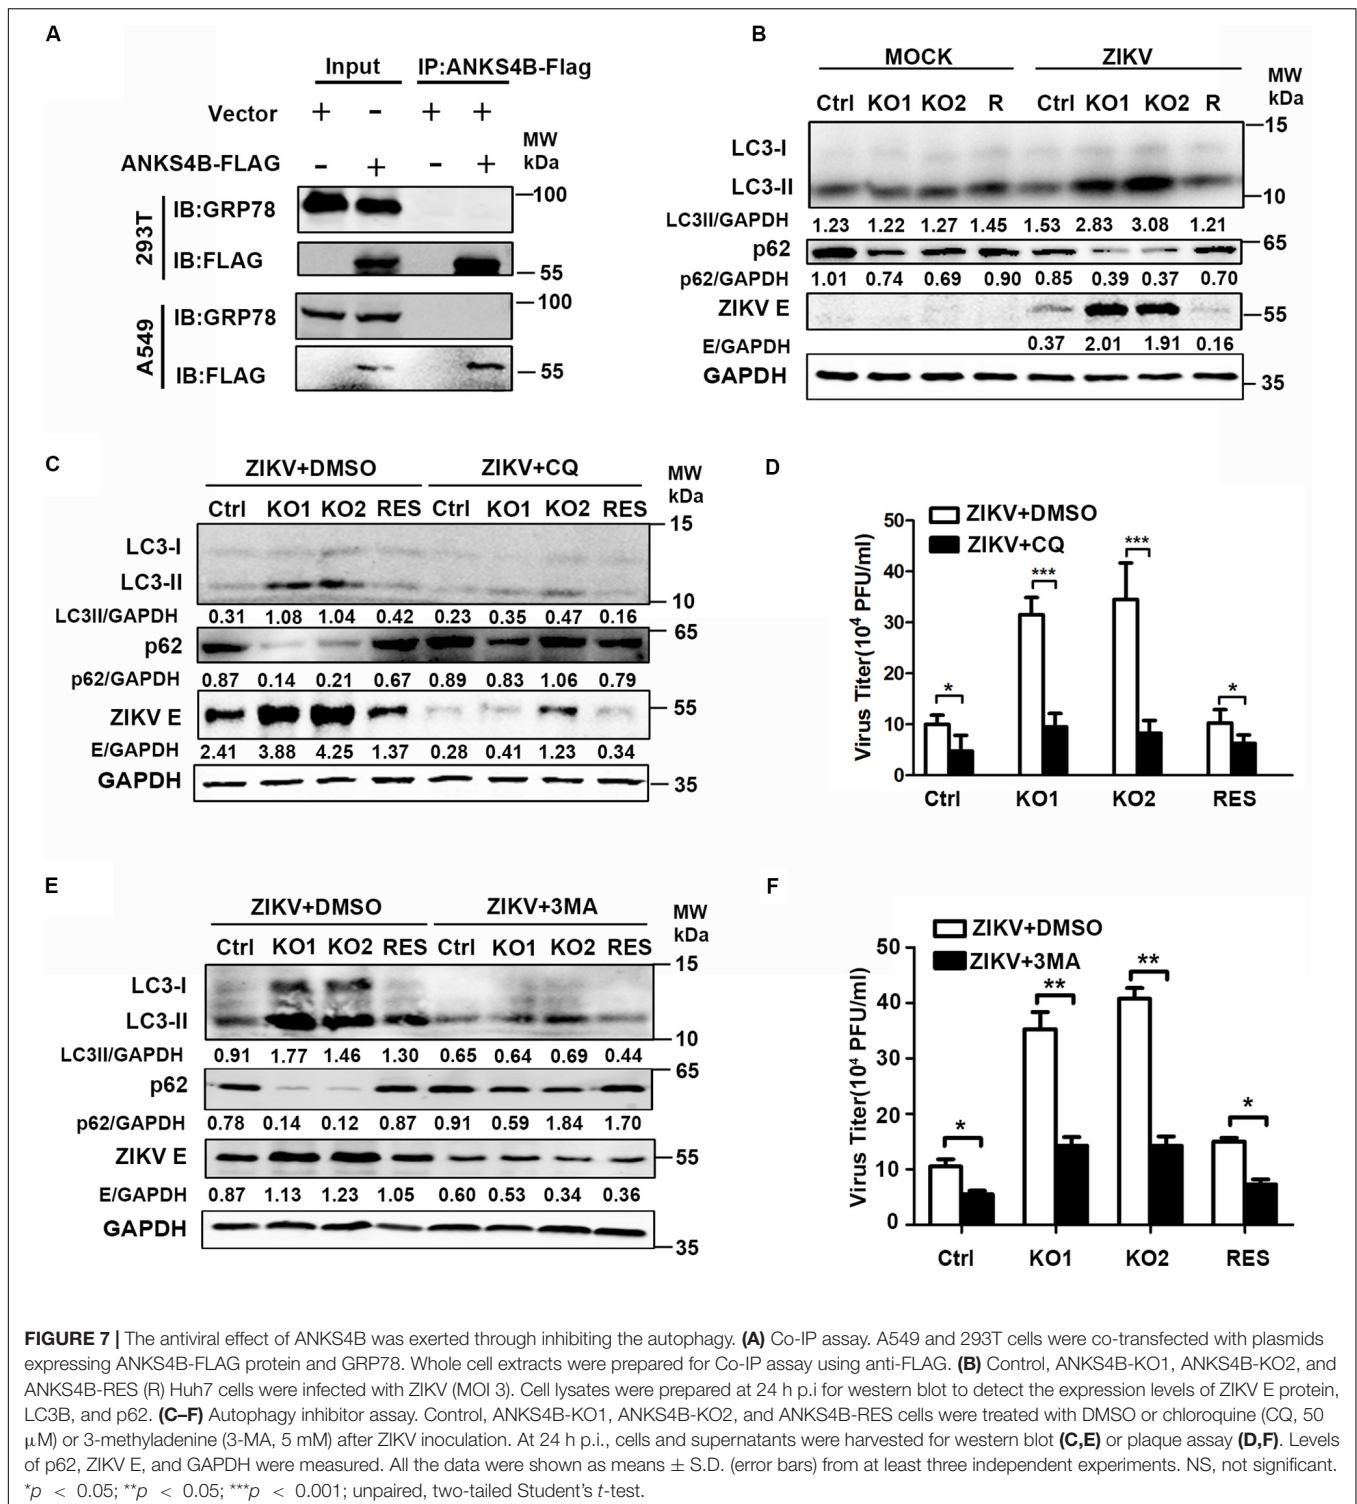 A
Input IP:ANKS4B-Flag
Vector + - + +
ANKS4B-FLAG - + - +
MW
kDa
293T
IB:GRP78 100
IB:FLAG 55
A549
IB:GRP78 100
IB:FLAG 55
B
MOCK ZIKV
Ctrl KO1 KO2 R Ctrl KO1 KO2 R
MW
kDa
15
LC3-I
LC3-II 10
LC3II/GAPDH 1.23 1.22 1.27 1.45 1.53 2.83 3.08 1.21
p62 65
p62/GAPDH 1.01 0.74 0.69 0.90 0.85 0.39 0.37 0.70
ZIKV E 55
E/GAPDH 0.37 2.01 1.91 0.16
GAPDH 35
C
ZIKV+DMSO ZIKV+CQ
Ctrl KO1 KO2 RES Ctrl KO1 KO2 RES
MW
kDa
15
LC3-I
LC3-II
10
LC3II/GAPDH 0.31 1.08 1.04 0.42 0.23 0.35 0.47 0.16
p62 65
p62/GAPDH 0.87 0.14 0.21 0.67 0.89 0.83 1.06 0.79
ZIKV E 55
E/GAPDH 2.41 3.88 4.25 1.37 0.28 0.41 1.23 0.34
GAPDH 35
D
ZIKV+DMSO
ZIKV+CQ
Virus Titer(10⁴ PFU/ml)
50
40
30
20
10
0
* *** *** *
Ctrl KO1 KO2 RES
E
ZIKV+DMSO ZIKV+3MA
Ctrl KO1 KO2 RES Ctrl KO1 KO2 RES
MW
kDa
15
LC3-I
LC3-II
10
LC3II/GAPDH 0.91 1.77 1.46 1.30 0.65 0.64 0.69 0.44
p62 65
p62/GAPDH 0.78 0.14 0.12 0.87 0.91 0.59 1.84 1.70
ZIKV E 55
E/GAPDH 0.87 1.13 1.23 1.05 0.60 0.53 0.34 0.36
GAPDH
35
F
ZIKV+DMSO
ZIKV+3MA
Virus Titer(10⁴ PFU/ml)
50
40
30
20
10
0
* ** ** *
Ctrl KO1 KO2 RES
FIGURE 7 | The antiviral effect of ANKS4B was exerted through inhibiting the autophagy. (A) Co-IP assay. A549 and 293T cells were co-transfected with plasmids
expressing ANKS4B-FLAG protein and GRP78. Whole cell extracts were prepared for Co-IP assay using anti-FLAG. (B) Control, ANKS4B-KO1, ANKS4B-KO2, and
ANKS4B-RES (R) Huh7 cells were infected with ZIKV (MOI 3). Cell lysates were prepared at 24 h p.i for western blot to detect the expression levels of ZIKV E protein,
LC3B, and p62. (C–F) Autophagy inhibitor assay. Control, ANKS4B-KO1, ANKS4B-KO2, and ANKS4B-RES cells were treated with DMSO or chloroquine (CQ, 50
μM) or 3-methyladenine (3-MA, 5 mM) after ZIKV inoculation. At 24 h p.i., cells and supernatants were harvested for western blot (C,E) or plaque assay (D,F). Levels
of p62, ZIKV E, and GAPDH were measured. All the data were shown as means ± S.D. (error bars) from at least three independent experiments. NS, not significant.
*p < 0.05; **p < 0.05; ***p < 0.001; unpaired, two-tailed Student's t-test.